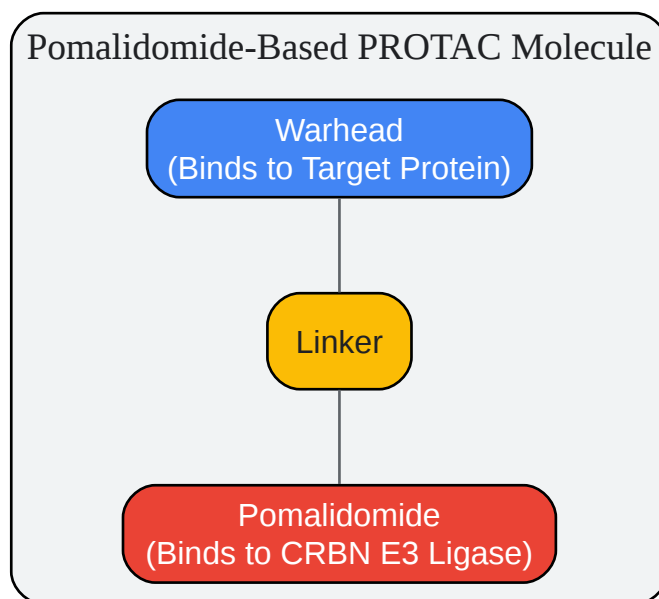 Pomalidomide-Based PROTAC Molecule
Warhead
(Binds to Target Protein)
Linker
Pomalidomide
(Binds to CRBN E3 Ligase)